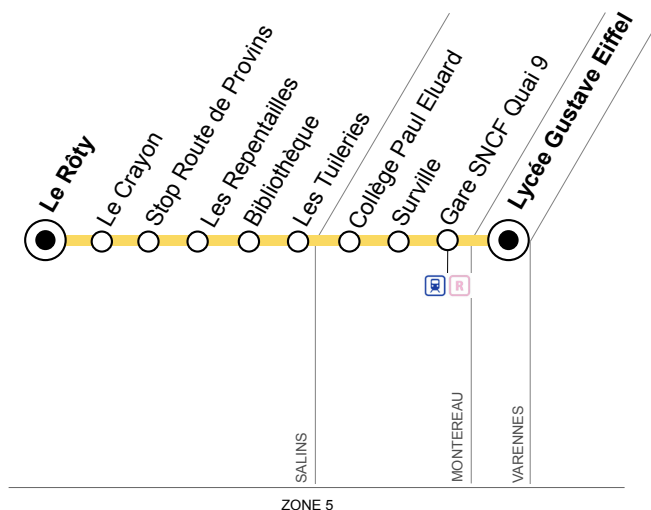 Le Rôty
Le Crayon
Stop Route de Provins
Les Repentailles
Bibliothèque
Les Tuileries
Collège Paul Eluard
Surville
Gare SNCF Quai 9
Lycée Gustave Eiffel
R
SALINS
MONTEREAU
VARENNES
ZONE 5